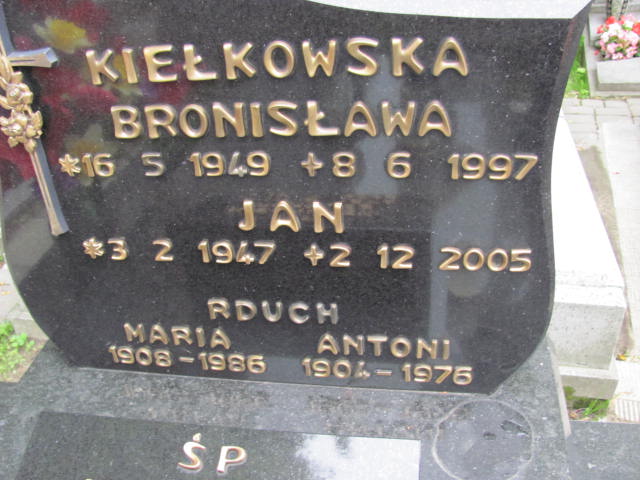 KIEŁKOWSKA
BRONISŁAWA
*16 5 1949 +8 6 1997
JAN
*3 2 1947 +2 12 2005
RDUCH
MARIA ANTONI
1908-1986 1904-1976
ŚP